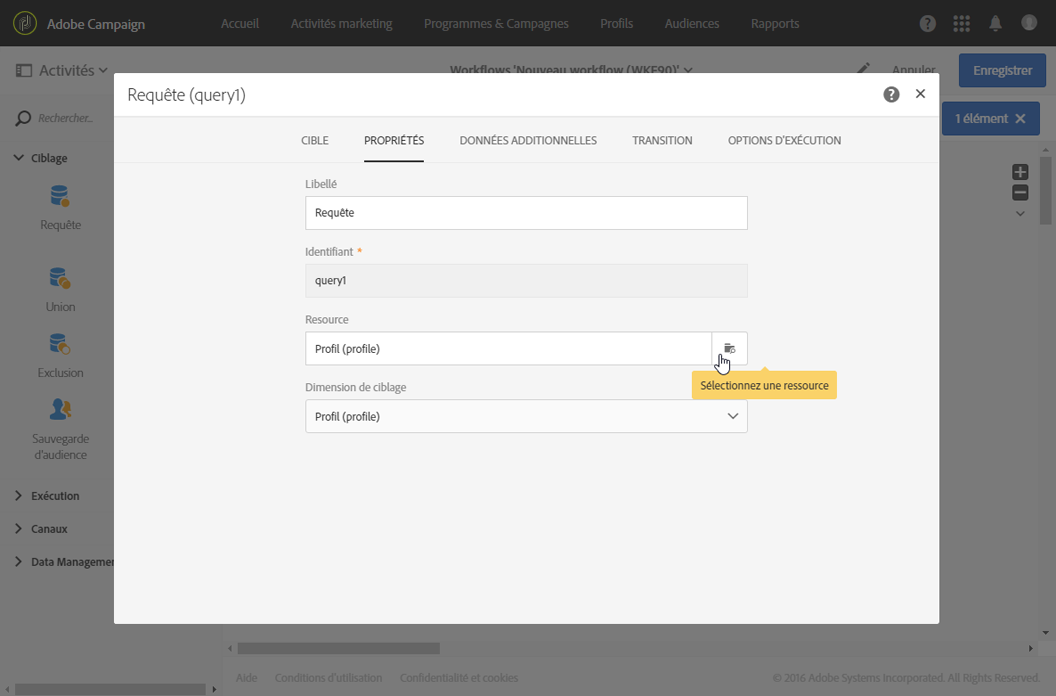 Adobe Campaign
Accueil
Activités marketing
Programmes & Campagnes
Profils
Audiences
Rapports
Activités
Workflows 'Nouveau workflow (WKF90)'
Annuler
Enregistrer
Requête (query1)
Rechercher...
1 élément
CIBLE
PROPRIÉTÉS
DONNÉES ADDITIONNELLES
TRANSITION
OPTIONS D'EXÉCUTION
Ciblage
Requête
Union
Exclusion
Sauvegarde
d'audience
Exécution
Canaux
Data Managemen
Libellé
Requête
Identifiant *
query1
Resource
Profil (profile)
Sélectionnez une ressource
Dimension de ciblage
Profil (profile)
Aide
Conditions d'utilisation
Confidentialité et cookies
© 2016 Adobe Systems Incorporated. All Rights Reserved.